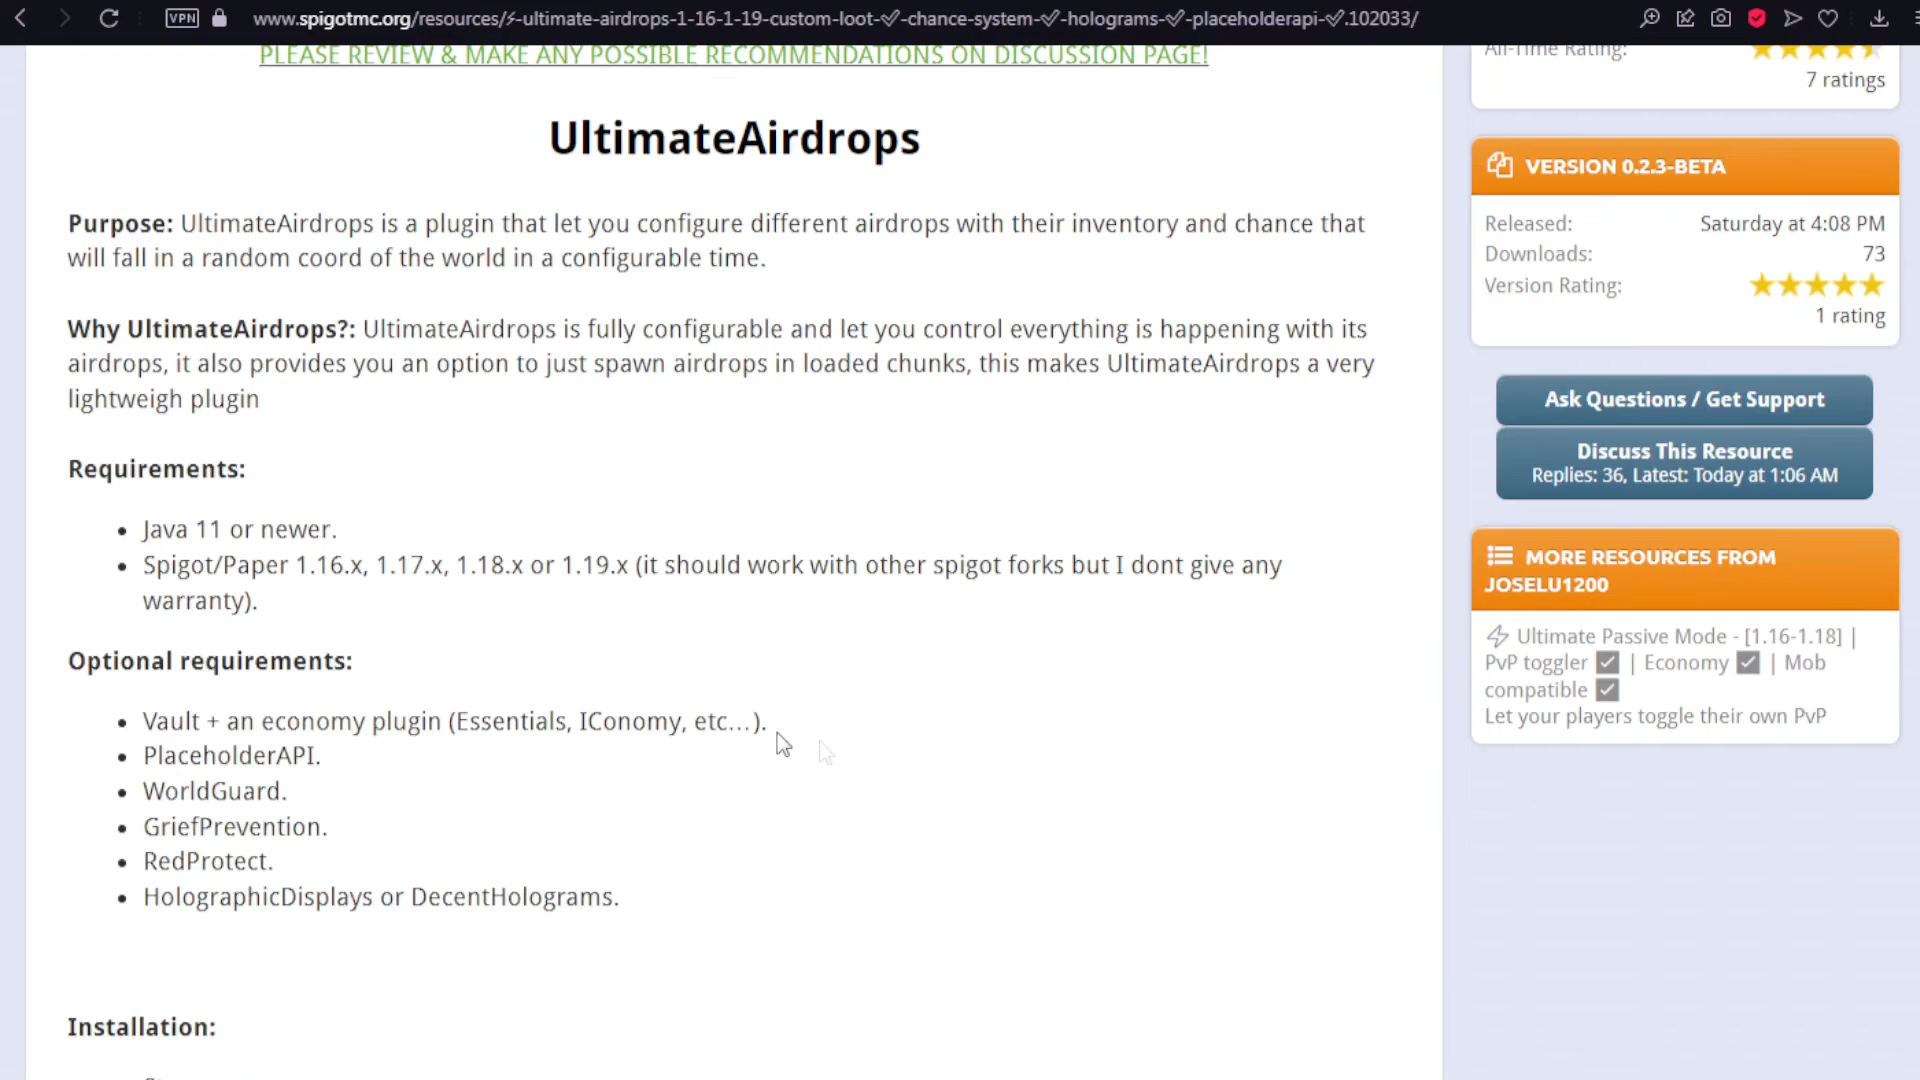 VPN
www.spigotmc.org/resources/⚡-ultimate-airdrops-1-16-1-19-custom-loot-✅-chance-system-✅-holograms-✅-placeholderapi-✅.102033/
PLEASE REVIEW & MAKE ANY POSSIBLE RECOMMENDATIONS ON DISCUSSION PAGE!
UltimateAirdrops
Purpose: UltimateAirdrops is a plugin that let you configure different airdrops with their inventory and chance that
will fall in a random coord of the world in a configurable time.
Why UltimateAirdrops?: UltimateAirdrops is fully configurable and let you control everything is happening with its
airdrops, it also provides you an option to just spawn airdrops in loaded chunks, this makes UltimateAirdrops a very
lightweigh plugin
Requirements:
Java 11 or newer.
Spigot/Paper 1.16.x, 1.17.x, 1.18.x or 1.19.x (it should work with other spigot forks but I dont give any
warranty).
Optional requirements:
Vault + an economy plugin (Essentials, IConomy, etc...).
PlaceholderAPI.
WorldGuard.
GriefPrevention.
RedProtect.
HolographicDisplays or DecentHolograms.
Installation:
All-Time Rating:
7 ratings
VERSION 0.2.3-BETA
Released: Saturday at 4:08 PM
Downloads: 73
Version Rating:
1 rating
Ask Questions / Get Support
Discuss This Resource
Replies: 36, Latest: Today at 1:06 AM
MORE RESOURCES FROM
JOSELU1200
⚡ Ultimate Passive Mode - [1.16-1.18] |
PvP toggler ✅ | Economy ✅ | Mob
compatible ✅
Let your players toggle their own PvP